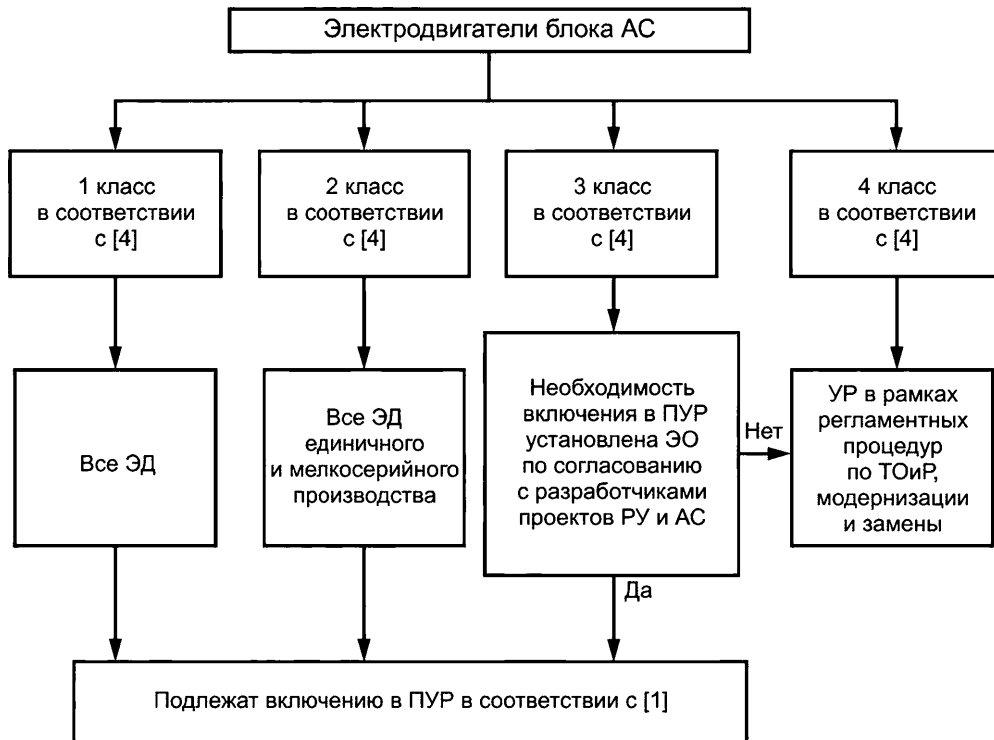 Электродвигатели блока АС
1 класс
в соответствии
с [4]
2 класс
в соответствии
с [4]
3 класс
в соответствии
с [4]
4 класс
в соответствии
с [4]
Все ЭД
Все ЭД
единичного
и мелкосерийного
производства
Необходимость
включения в ПУР
установлена ЭО
по согласованию
с разработчиками
проектов РУ и АС
Нет
УР в рамках
регламентных
процедур
по ТОиР,
модернизации
и замены
Да
Подлежат включению в ПУР в соответствии с [1]